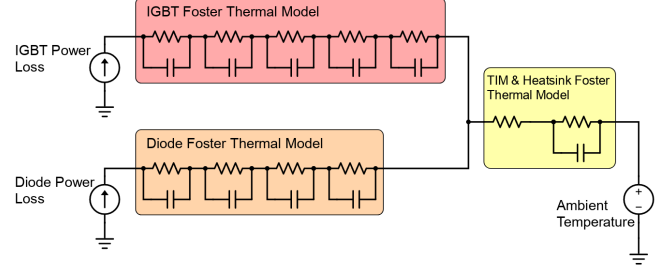 IGBT Foster Thermal Model
IGBT Power
Loss
TIM & Heatsink Foster
Thermal Model
Diode Foster Thermal Model
Diode Power
Loss
+
−
Ambient
Temperature